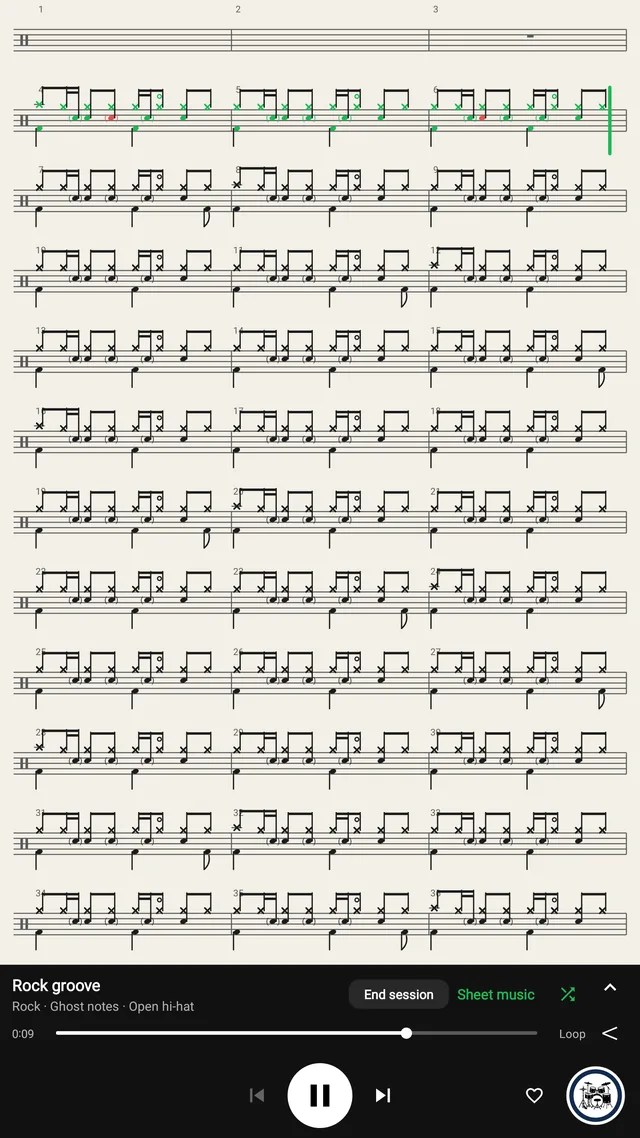 1 2 3
4 5 6
7 8 9
10 11 12
13 14 15
16 17 18
19 20 21
22 23 24
25 26 27
28 29 30
31 32 33
34 35 36
Rock groove
Rock · Ghost notes · Open hi-hat
End session
Sheet music
0:09
Loop